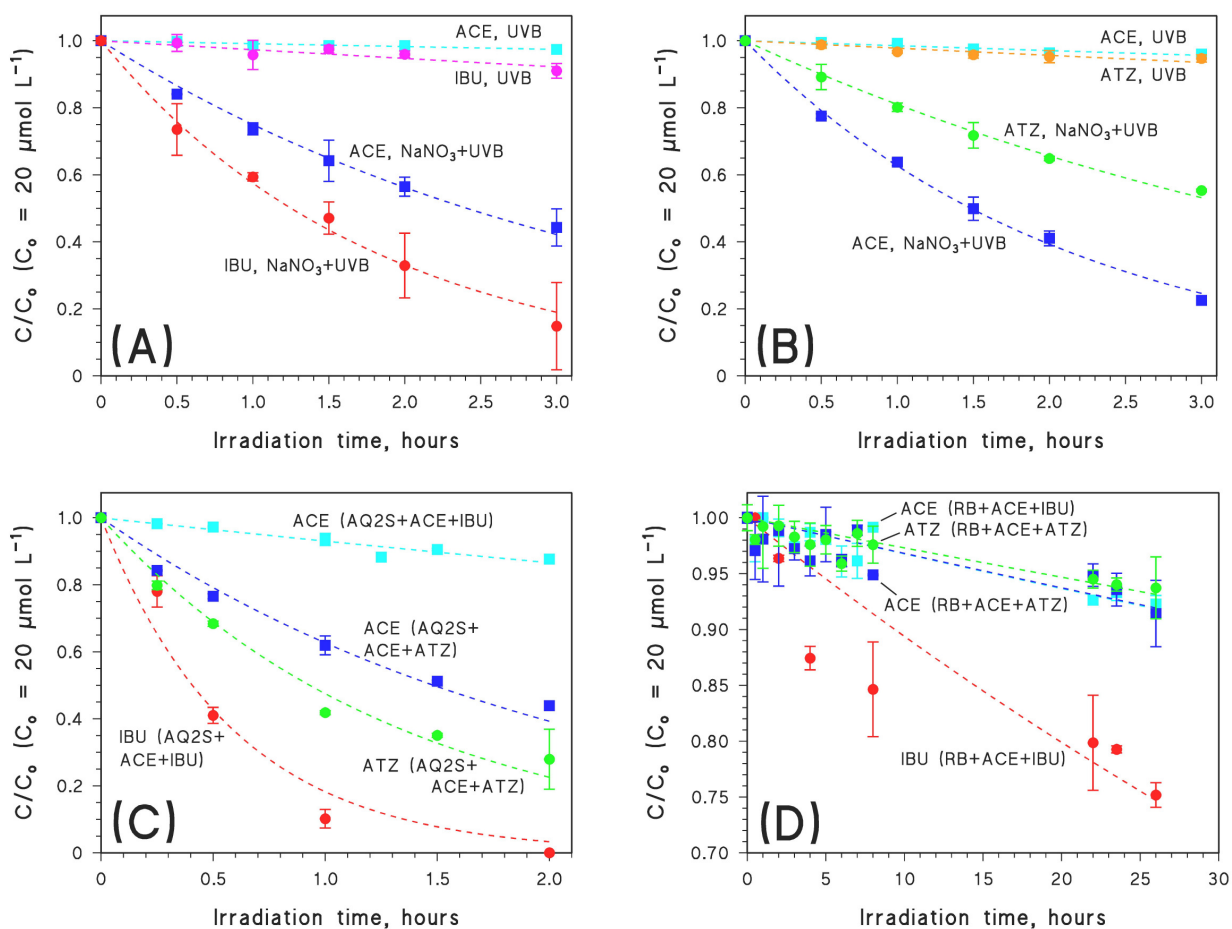 C/C₀ (C₀ = 20 μmol L⁻¹)
1.0
0.8
0.6
0.4
0.2
0
ACE, UVB
IBU, UVB
ACE, NaNO₃+UVB
IBU, NaNO₃+UVB
(A)
0 0.5 1.0 1.5 2.0 2.5 3.0
Irradiation time, hours
C/C₀ (C₀ = 20 μmol L⁻¹)
1.0
0.8
0.6
0.4
0.2
0
ACE, UVB
ATZ, UVB
ATZ, NaNO₃+UVB
ACE, NaNO₃+UVB
(B)
0 0.5 1.0 1.5 2.0 2.5 3.0
Irradiation time, hours
C/C₀ (C₀ = 20 μmol L⁻¹)
1.0
0.8
0.6
0.4
0.2
0
ACE (AQ2S+ACE+IBU)
ACE (AQ2S+
ACE+ATZ)
IBU (AQ2S+
ACE+IBU)
ATZ (AQ2S+
ACE+ATZ)
(C)
0 0.5 1.0 1.5 2.0
Irradiation time, hours
C/C₀ (C₀ = 20 μmol L⁻¹)
1.00
0.95
0.90
0.85
0.80
0.75
0.70
ACE (RB+ACE+IBU)
ATZ (RB+ACE+ATZ)
ACE (RB+ACE+ATZ)
IBU (RB+ACE+IBU)
(D)
0 5 10 15 20 25 30
Irradiation time, hours